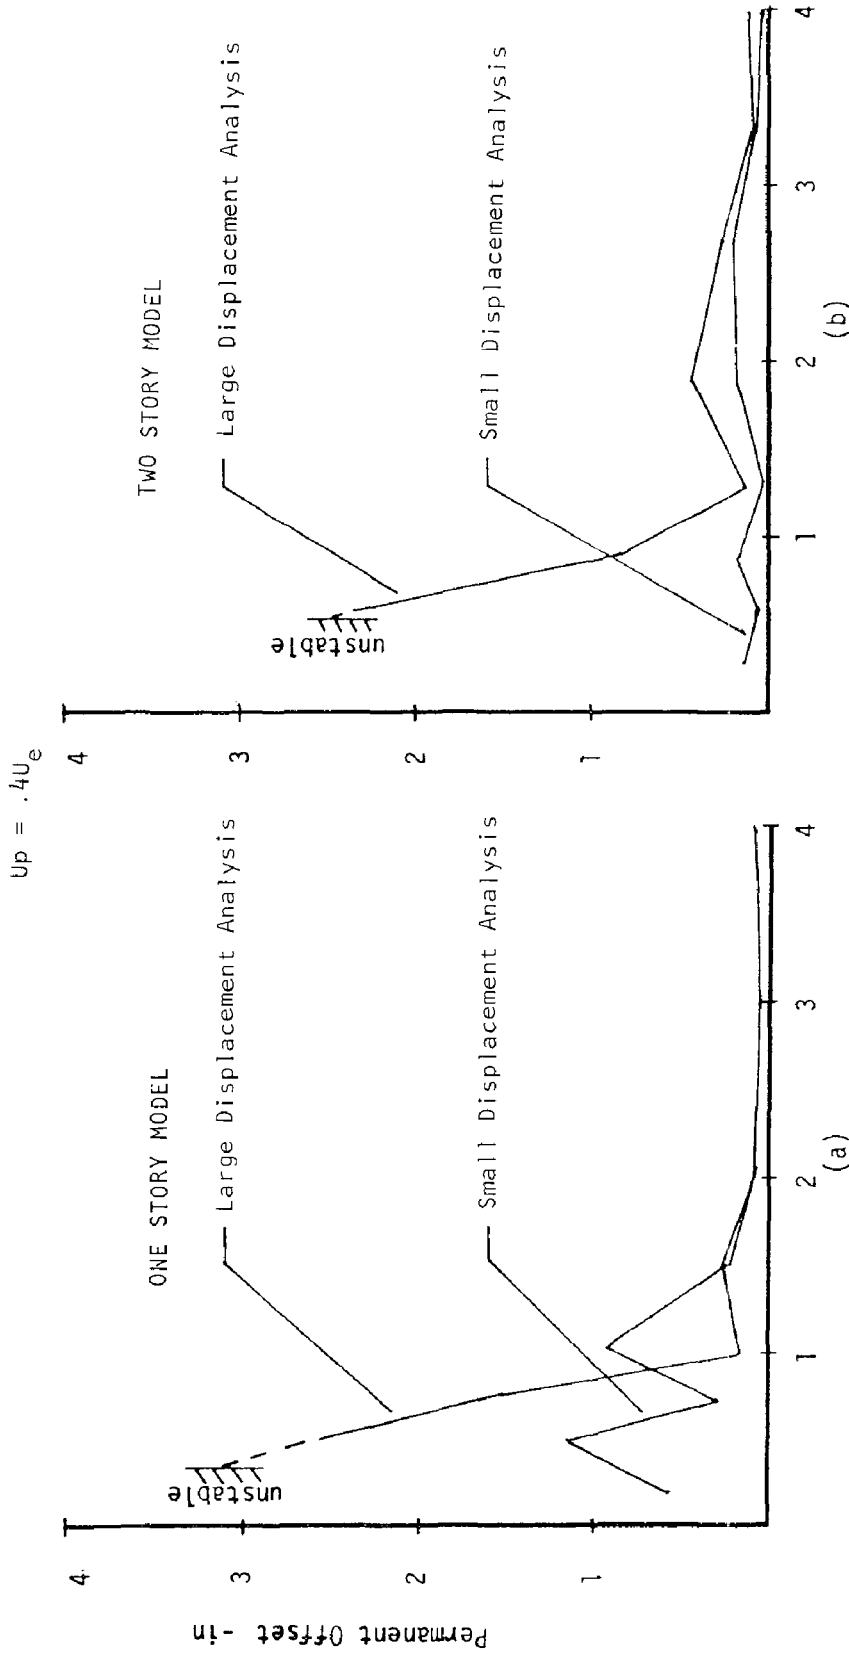 Up = .4Ue
ONE STORY MODEL
Large Displacement Analysis
Small Displacement Analysis
unstable
Permanent Offset -in
4
3
2
1
1
2
3
4
(a)
TWO STORY MODEL
Large Displacement Analysis
Small Displacement Analysis
unstable
4
3
2
1
1
2
3
4
(b)